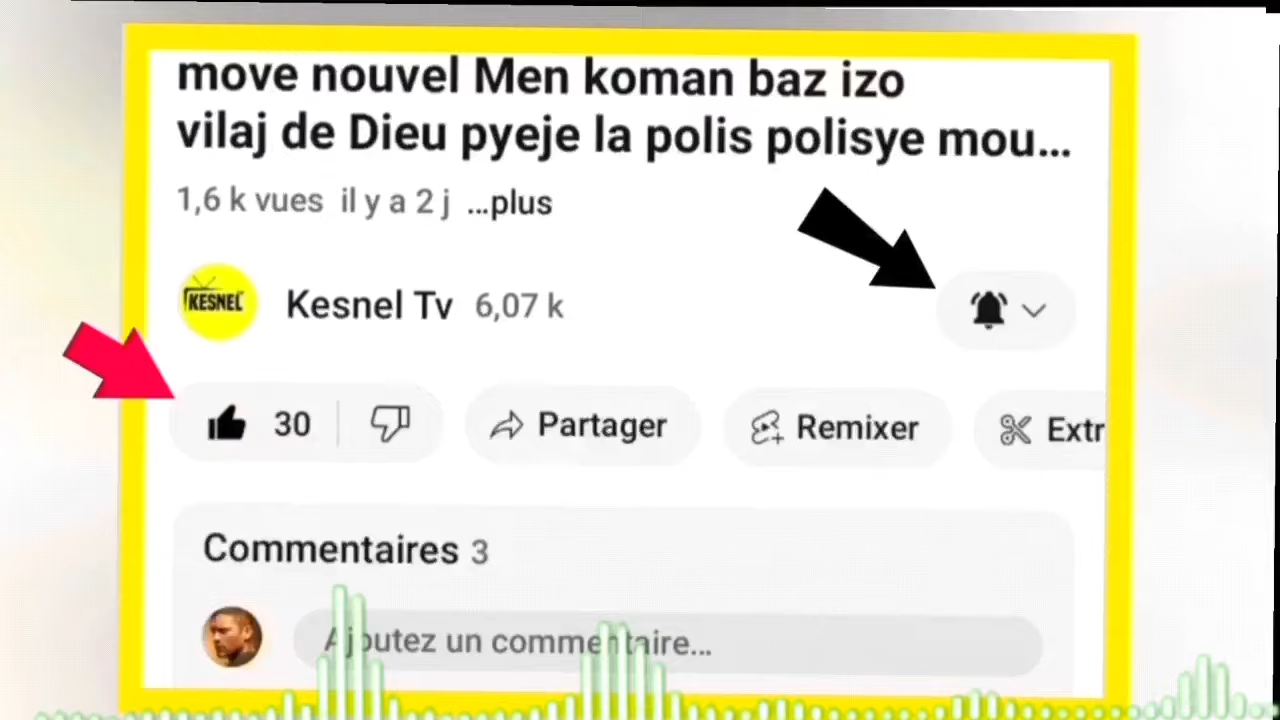 move nouvel Men koman baz izo
vilaj de Dieu pyeje la polis polisye mou...
1,6 k vues il y a 2 j ...plus
KESNEL
Kesnel Tv 6,07 k
30 Partager Remixer Extr
Commentaires 3
Ajoutez un commentaire...